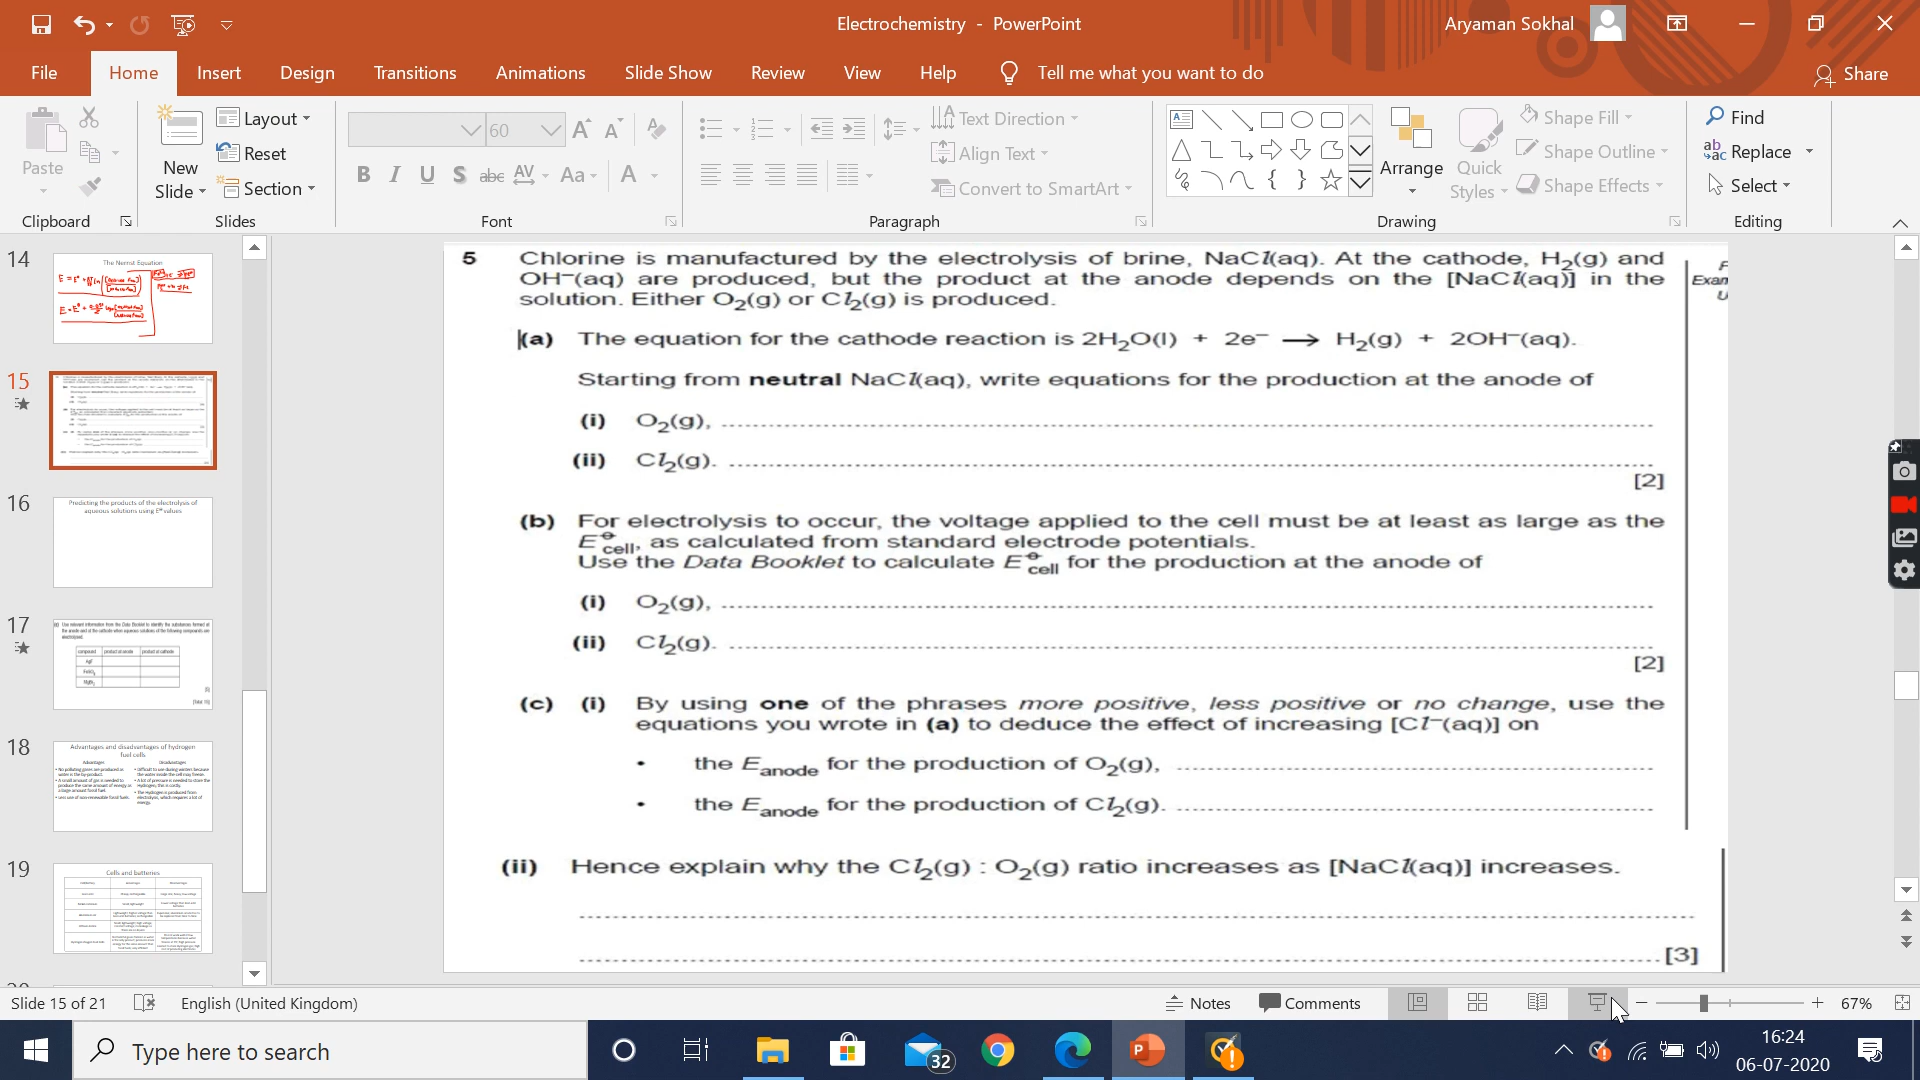 Electrochemistry - PowerPoint
Aryaman Sokhal
File Home Insert Design Transitions Animations Slide Show Review View Help Tell me what you want to do Share
Paste
New Slide
Layout
Reset
Section
60
B I U S abc AV Aa A
Text Direction
Align Text
Convert to SmartArt
Arrange
Quick Styles
Shape Fill
Shape Outline
Shape Effects
Find
Replace
Select
Clipboard Slides Font Paragraph Drawing Editing
14
The Nernst Equation
15
16
Predicting the products of the electrolysis of
aqueous solutions using E⁰ values
17
18
Advantages and disadvantages of hydrogen
fuel cells
Advantages Disadvantages
19
Cells and batteries
5 Chlorine is manufactured by the electrolysis of brine, NaCl(aq). At the cathode, H₂(g) and
OH⁻(aq) are produced, but the product at the anode depends on the [NaCl(aq)] in the
solution. Either O₂(g) or Cl₂(g) is produced.
(a) The equation for the cathode reaction is 2H₂O(l) + 2e⁻ → H₂(g) + 2OH⁻(aq).
Starting from neutral NaCl(aq), write equations for the production at the anode of
(i) O₂(g), ..........
(ii) Cl₂(g). ..........
[2]
(b) For electrolysis to occur, the voltage applied to the cell must be at least as large as the
E⦵cell, as calculated from standard electrode potentials.
Use the Data Booklet to calculate E⦵cell for the production at the anode of
(i) O₂(g), ..........
(ii) Cl₂(g). ..........
[2]
(c) (i) By using one of the phrases more positive, less positive or no change, use the
equations you wrote in (a) to deduce the effect of increasing [Cl⁻(aq)] on
• the Eanode for the production of O₂(g), ..........
• the Eanode for the production of Cl₂(g). ..........
(ii) Hence explain why the Cl₂(g) : O₂(g) ratio increases as [NaCl(aq)] increases.
..........
.......... [3]
Slide 15 of 21 English (United Kingdom) Notes Comments 67%
Type here to search
32
16:24
06-07-2020